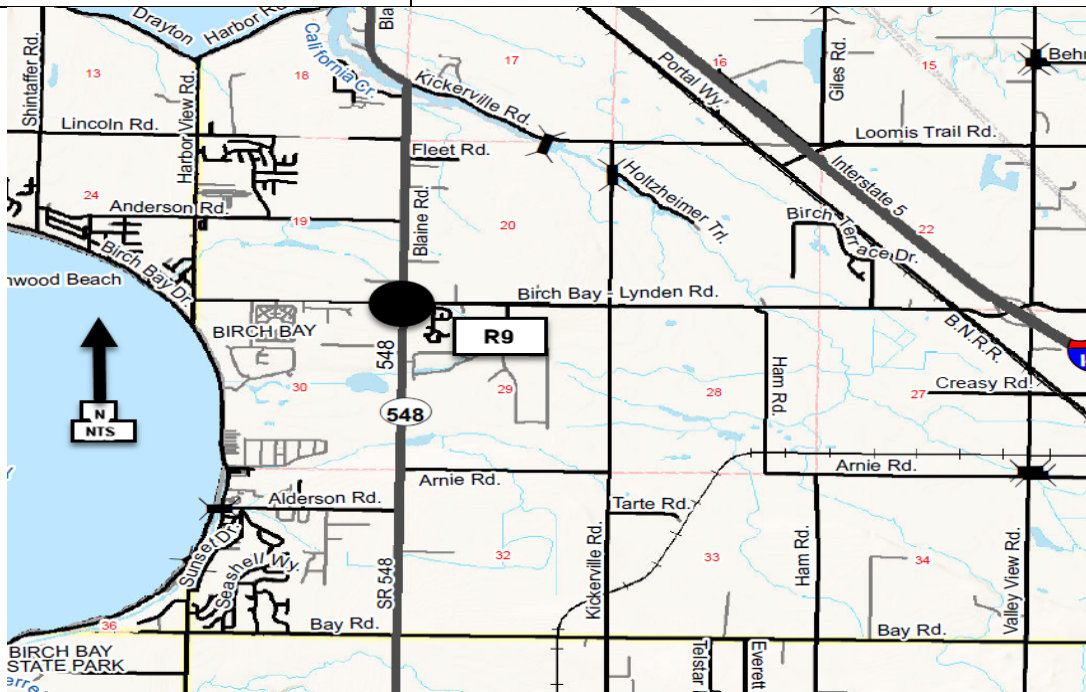 Drayton
Harbor Rd.
Bla
Shintaffer Rd.
13
18
California Cr.
17
Kickerville Rd.
16
Portal Wy.
Giles Rd.
15
Behr
Harbor View Rd.
Lincoln Rd.
Fleet Rd.
Loomis Trail Rd.
Interstate 5
24
Anderson Rd.
19
Blaine Rd.
20
Holtzheimer Trl.
Birch Terrace Dr.
22
Birch Bay Dr.
nwood Beach
Birch Bay - Lynden Rd.
BIRCH BAY
R9
548
B.N.R.R.
30
29
28
Ham Rd.
27
Creasy Rd.
N
NTS
548
Arnie Rd.
Arnie Rd.
Alderson Rd.
Tarte Rd.
Sunset Dr.
Seashell Wy.
SR 548
32
Kickerville Rd.
33
Ham Rd.
34
Valley View Rd.
36
Bay Rd.
Bay Rd.
BIRCH BAY
STATE PARK
Telstar
Everett